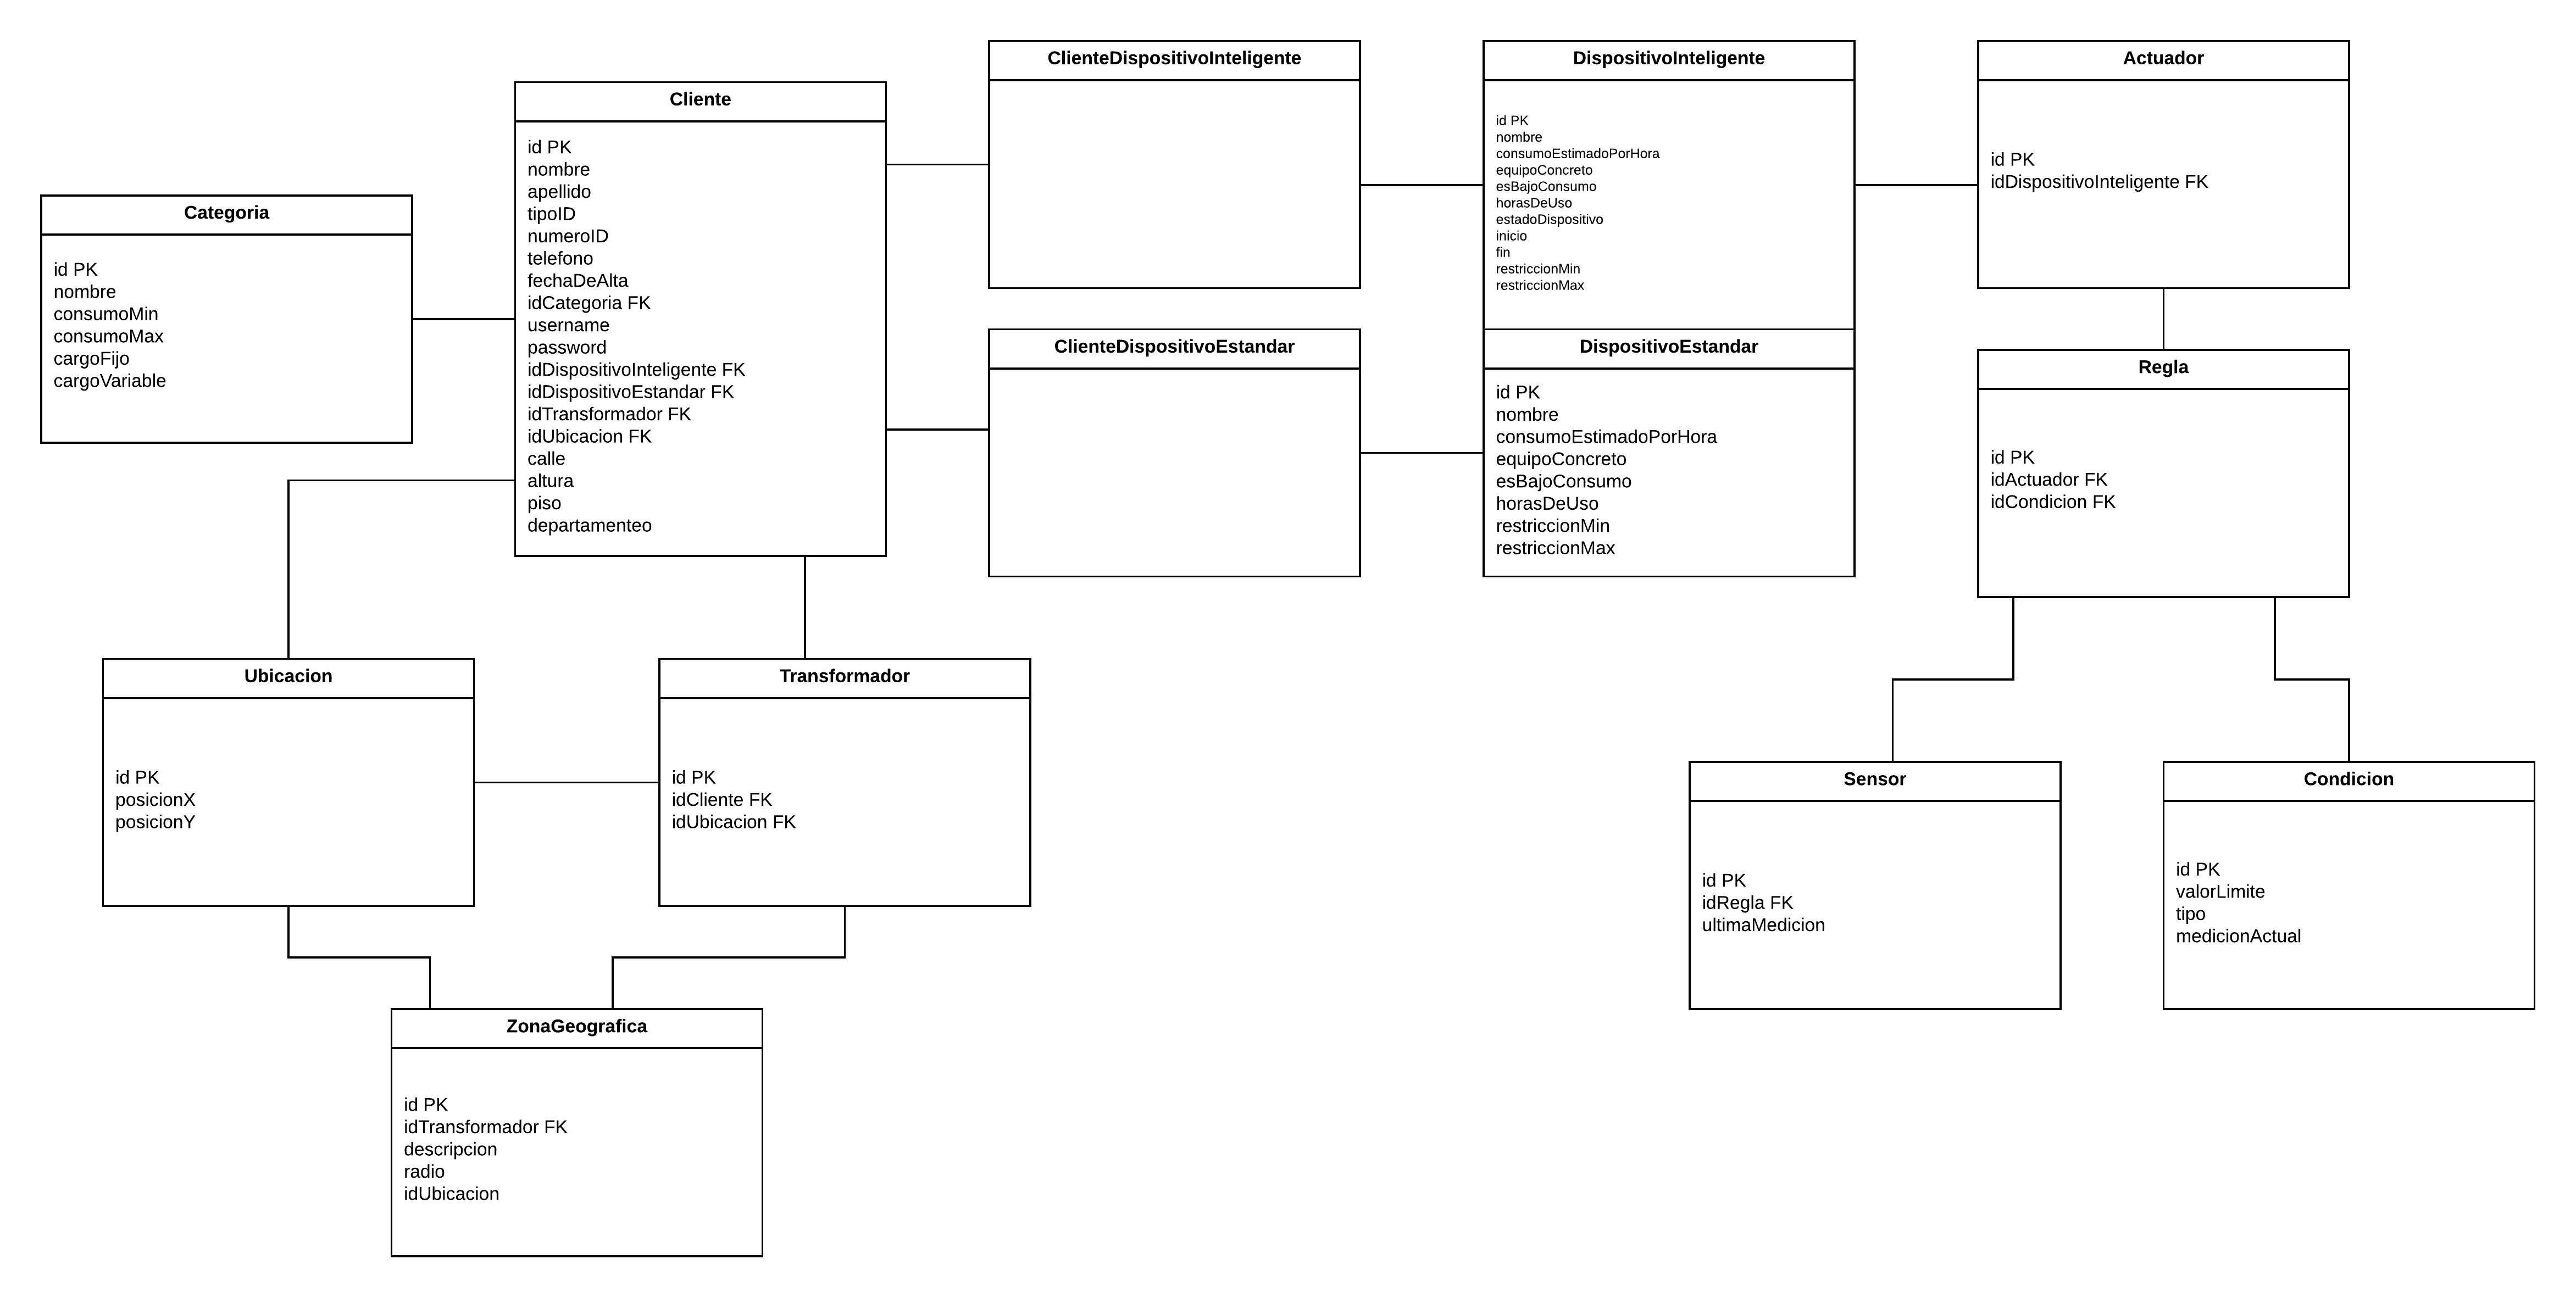 Categoria
id PK
nombre
consumoMin
consumoMax
cargoFijo
cargoVariable
Cliente
id PK
nombre
apellido
tipoID
numeroID
telefono
fechaDeAlta
idCategoria FK
username
password
idDispositivoInteligente FK
idDispositivoEstandar FK
idTransformador FK
idUbicacion FK
calle
altura
piso
departamenteo
ClienteDispositivoInteligente
ClienteDispositivoEstandar
DispositivoInteligente
id PK
nombre
consumoEstimadoPorHora
equipoConcreto
esBajoConsumo
horasDeUso
estadoDispositivo
inicio
fin
restriccionMin
restriccionMax
DispositivoEstandar
id PK
nombre
consumoEstimadoPorHora
equipoConcreto
esBajoConsumo
horasDeUso
restriccionMin
restriccionMax
Actuador
id PK
idDispositivoInteligente FK
Regla
id PK
idActuador FK
idCondicion FK
Ubicacion
id PK
posicionX
posicionY
Transformador
id PK
idCliente FK
idUbicacion FK
Sensor
id PK
idRegla FK
ultimaMedicion
Condicion
id PK
valorLimite
tipo
medicionActual
ZonaGeografica
id PK
idTransformador FK
descripcion
radio
idUbicacion